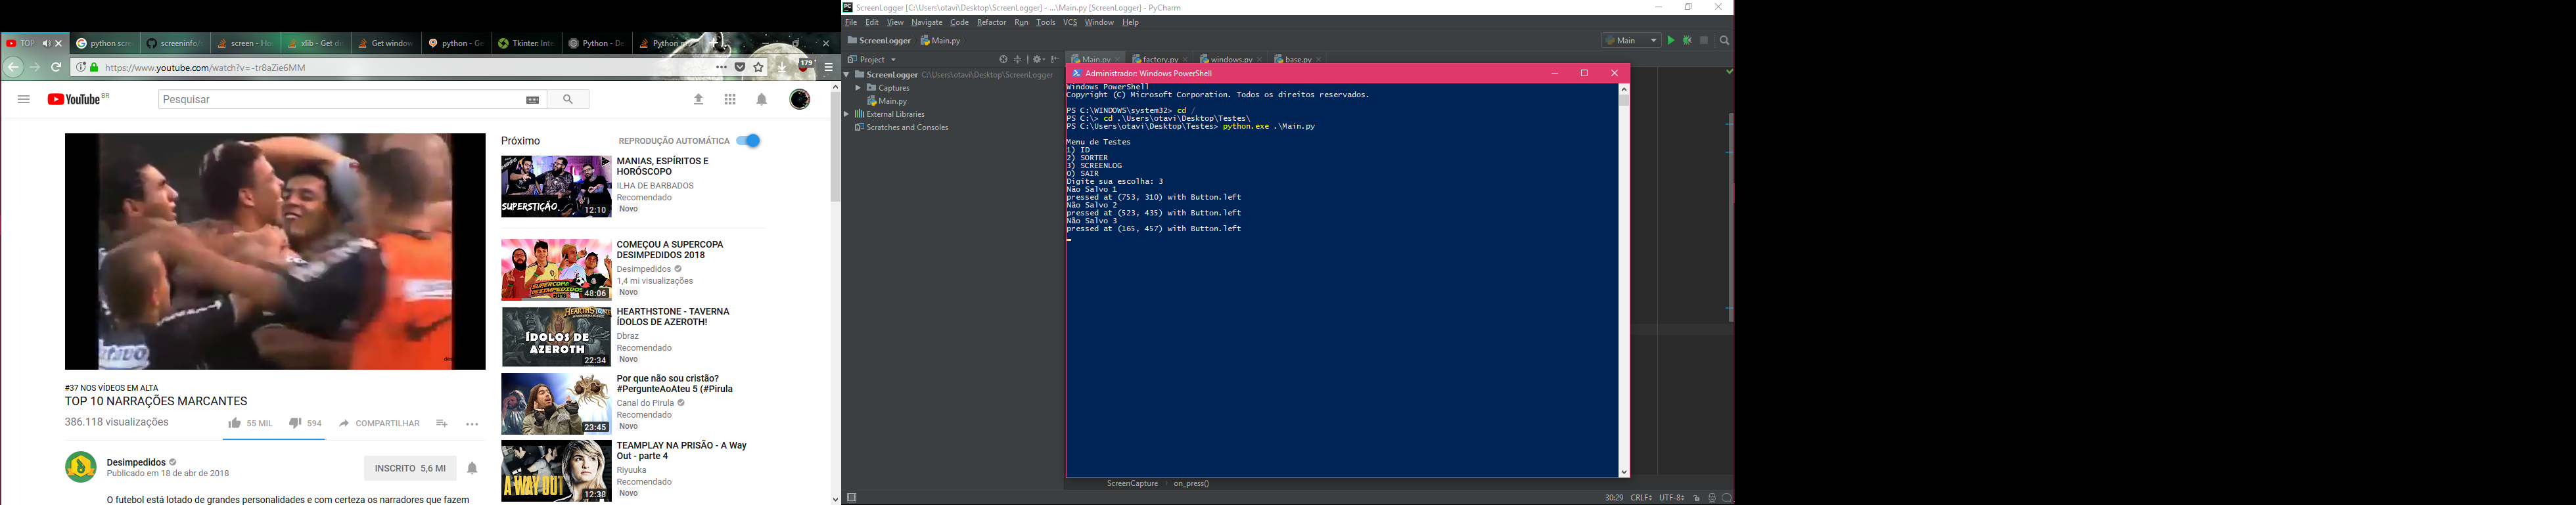 TOP
python scre
screeninfo/
screen - Ho
xlib - Get di
Get window
python - Ge
Tkinter: Inte
Python - De
Python m
https://www.youtube.com/watch?v=-tr8aZie6MM
179
YouTube BR
Pesquisar
#37 NOS VÍDEOS EM ALTA
TOP 10 NARRAÇÕES MARCANTES
386.118 visualizações
55 MIL
594
COMPARTILHAR
Desimpedidos
Publicado em 18 de abr de 2018
INSCRITO 5,6 MI
O futebol está lotado de grandes personalidades e com certeza os narradores que fazem
Próximo
REPRODUÇÃO AUTOMÁTICA
SUPERSTIÇÃO
12:10
MANIAS, ESPÍRITOS E
HORÓSCOPO
ILHA DE BARBADOS
Recomendado
Novo
SUPERCOPA
DESIMPEDIDOS
48:06
COMEÇOU A SUPERCOPA
DESIMPEDIDOS 2018
Desimpedidos
1,4 mi visualizações
Novo
HEARTHSTONE
ÍDOLOS DE
AZEROTH
22:34
HEARTHSTONE - TAVERNA
ÍDOLOS DE AZEROTH!
Dbraz
Recomendado
Novo
23:45
Por que não sou cristão?
#PergunteAoAteu 5 (#Pirula
Canal do Pirula
Recomendado
Novo
A WAY OUT
12:38
TEAMPLAY NA PRISÃO - A Way
Out - parte 4
Riyuuka
Recomendado
Novo
PC
ScreenLogger [C:\Users\otavi\Desktop\ScreenLogger] - ...\Main.py [ScreenLogger] - PyCharm
File Edit View Navigate Code Refactor Run Tools VCS Window Help
ScreenLogger
Main.py
Main
Project
Main.py
factory.py
windows.py
base.py
ScreenLogger C:\Users\otavi\Desktop\ScreenLogger
Captures
Main.py
External Libraries
Scratches and Consoles
Administrador: Windows PowerShell
Windows PowerShell
Copyright (C) Microsoft Corporation. Todos os direitos reservados.
PS C:\WINDOWS\system32> cd /
PS C:\> cd .\Users\otavi\Desktop\Testes\
PS C:\Users\otavi\Desktop\Testes> python.exe .\Main.py
Menu de Testes
1) ID
2) SORTER
3) SCREENLOG
0) SAIR
Digite sua escolha: 3
Não Salvo 1
pressed at (753, 310) with Button.left
Não Salvo 2
pressed at (523, 435) with Button.left
Não Salvo 3
pressed at (165, 457) with Button.left
ScreenCapture
on_press()
30:29 CRLF UTF-8